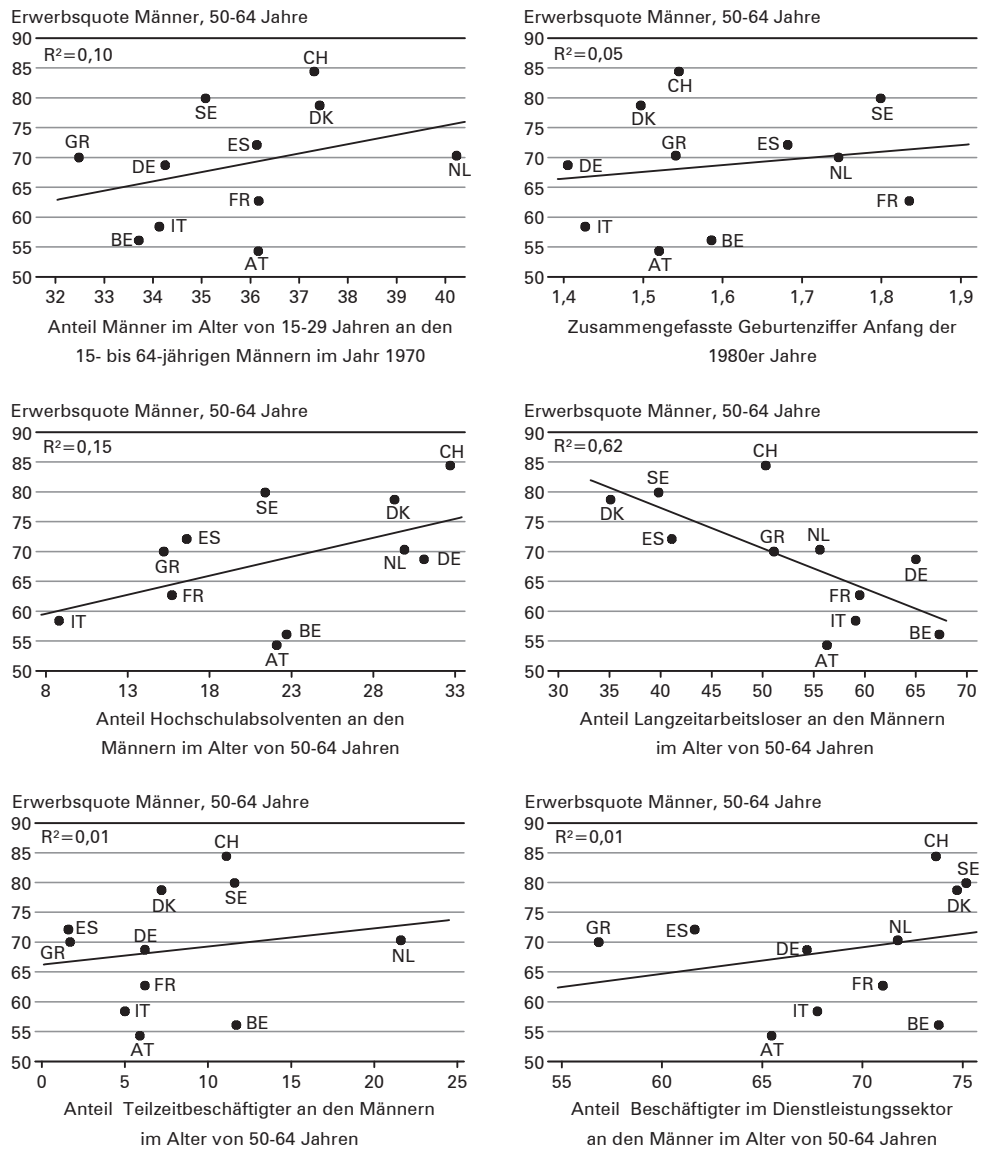 Erwerbsquote Männer, 50-64 Jahre
90
R²=0,10
CH
85
80
SE
DK
75
GR
ES
70
DE
NL
65
FR
60
IT
BE
55
AT
50
32 33 34 35 36 37 38 39 40
Anteil Männer im Alter von 15-29 Jahren an den
15- bis 64-jährigen Männern im Jahr 1970
Erwerbsquote Männer, 50-64 Jahre
90
R²=0,05
85
CH
80
DK
SE
75
GR
ES
70
DE
NL
65
FR
60
IT
BE
55
AT
50
1,4 1,5 1,6 1,7 1,8 1,9
Zusammengefasste Geburtenziffer Anfang der
1980er Jahre
Erwerbsquote Männer, 50-64 Jahre
90
R²=0,15
CH
85
80
SE
DK
75
ES
70
GR
NL
DE
65
FR
60
IT
BE
55
AT
50
8 13 18 23 28 33
Anteil Hochschulabsolventen an den
Männern im Alter von 50-64 Jahren
Erwerbsquote Männer, 50-64 Jahre
90
R²=0,62
CH
85
SE
80
DK
75
ES
GR
NL
70
DE
65
FR
60
IT
BE
55
AT
50
30 35 40 45 50 55 60 65 70
Anteil Langzeitarbeitsloser an den Männern
im Alter von 50-64 Jahren
Erwerbsquote Männer, 50-64 Jahre
90
R²=0,01
CH
85
80
SE
DK
75
ES
DE
70
GR
NL
65
FR
60
IT
BE
55
AT
50
0 5 10 15 20 25
Anteil Teilzeitbeschäftigter an den Männern
im Alter von 50-64 Jahren
Erwerbsquote Männer, 50-64 Jahre
90
R²=0,01
CH
85
SE
80
DK
75
GR
ES
NL
70
DE
65
FR
60
IT
BE
55
AT
50
55 60 65 70 75
Anteil Beschäftigter im Dienstleistungssektor
an den Männer im Alter von 50-64 Jahren